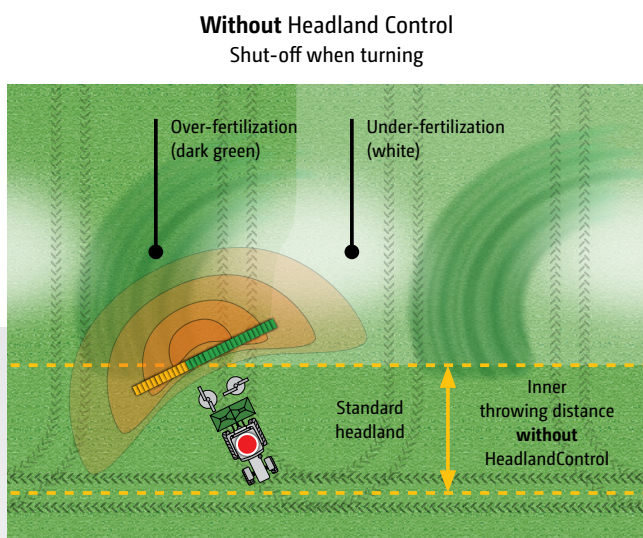 Without Headland Control
Shut-off when turning
Over-fertilization
(dark green)
Under-fertilization
(white)
Standard
headland
Inner
throwing distance
without
HeadlandControl